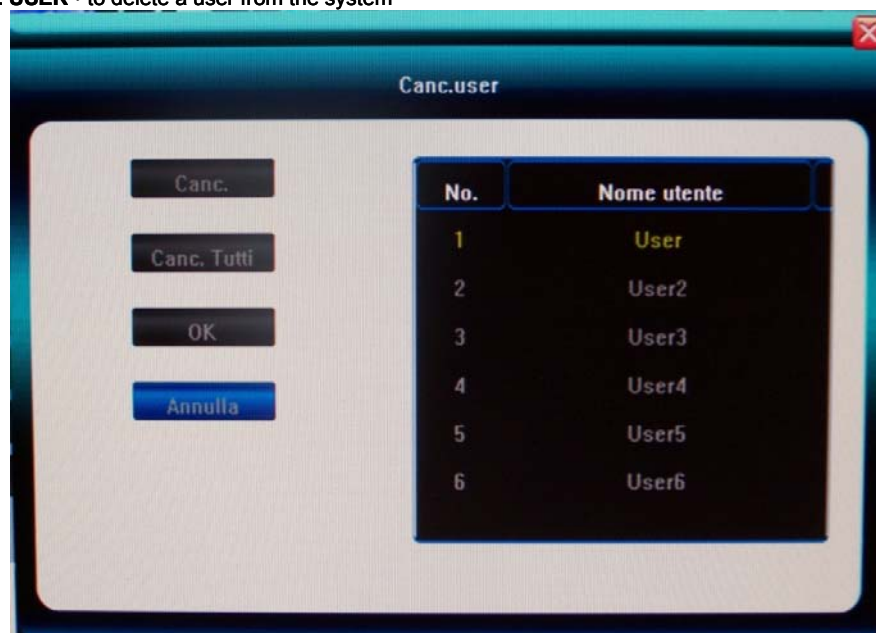 USER - to delete a user from the system
Canc.user
Canc.
Canc. Tutti
OK
Annulla
No. Nome utente
1 User
2 User2
3 User3
4 User4
5 User5
6 User6